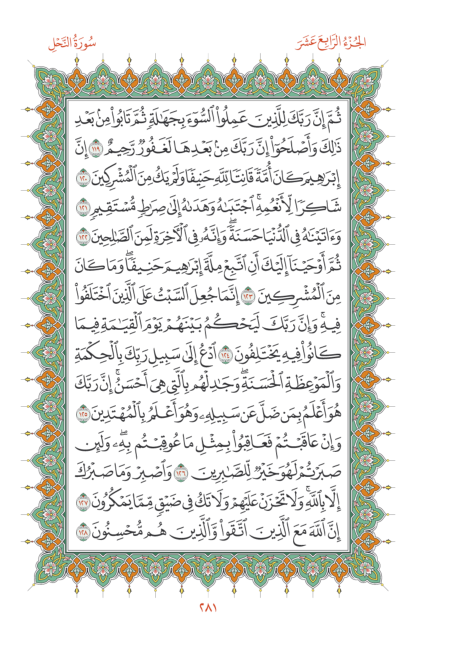 الجُزْءُ الرَّابِعَ عَشَرَ
سُورَةُ النَّحْلِ
ثُمَّ إِنَّ رَبَّكَ لِلَّذِينَ عَمِلُوا۟ ٱلسُّوٓءَ بِجَهَٰلَةٍ ثُمَّ تَابُوا۟ مِنۢ بَعْدِ
ذَٰلِكَ وَأَصْلَحُوٓا۟ إِنَّ رَبَّكَ مِنۢ بَعْدِهَا لَغَفُورٌ رَّحِيمٌ ١١٩ إِنَّ
إِبْرَٰهِيمَ كَانَ أُمَّةً قَانِتًا لِّلَّهِ حَنِيفًا وَلَمْ يَكُ مِنَ ٱلْمُشْرِكِينَ ١٢٠
شَاكِرًا لِّأَنْعُمِهِ ۚ ٱجْتَبَىٰهُ وَهَدَىٰهُ إِلَىٰ صِرَٰطٍ مُّسْتَقِيمٍ ١٢١
وَءَاتَيْنَٰهُ فِى ٱلدُّنْيَا حَسَنَةً ۖ وَإِنَّهُۥ فِى ٱلْءَاخِرَةِ لَمِنَ ٱلصَّٰلِحِينَ ١٢٢
ثُمَّ أَوْحَيْنَآ إِلَيْكَ أَنِ ٱتَّبِعْ مِلَّةَ إِبْرَٰهِيمَ حَنِيفًا ۖ وَمَا كَانَ
مِنَ ٱلْمُشْرِكِينَ ١٢٣ إِنَّمَا جُعِلَ ٱلسَّبْتُ عَلَى ٱلَّذِينَ ٱخْتَلَفُوا۟
فِيهِ ۚ وَإِنَّ رَبَّكَ لَيَحْكُمُ بَيْنَهُمْ يَوْمَ ٱلْقِيَٰمَةِ فِيمَا
كَانُوا۟ فِيهِ يَخْتَلِفُونَ ١٢٤ ٱدْعُ إِلَىٰ سَبِيلِ رَبِّكَ بِٱلْحِكْمَةِ
وَٱلْمَوْعِظَةِ ٱلْحَسَنَةِ ۖ وَجَٰدِلْهُم بِٱلَّتِى هِىَ أَحْسَنُ ۚ إِنَّ رَبَّكَ
هُوَ أَعْلَمُ بِمَن ضَلَّ عَن سَبِيلِهِۦ ۖ وَهُوَ أَعْلَمُ بِٱلْمُهْتَدِينَ ١٢٥
وَإِنْ عَاقَبْتُمْ فَعَاقِبُوا۟ بِمِثْلِ مَا عُوقِبْتُم بِهِۦ ۖ وَلَئِن
صَبَرْتُمْ لَهُوَ خَيْرٌ لِّلصَّٰبِرِينَ ١٢٦ وَٱصْبِرْ وَمَا صَبْرُكَ
إِلَّا بِٱللَّهِ ۚ وَلَا تَحْزَنْ عَلَيْهِمْ وَلَا تَكُ فِى ضَيْقٍ مِّمَّا يَمْكُرُونَ ١٢٧
إِنَّ ٱللَّهَ مَعَ ٱلَّذِينَ ٱتَّقَوا۟ وَّٱلَّذِينَ هُم مُّحْسِنُونَ ١٢٨
٢٨١